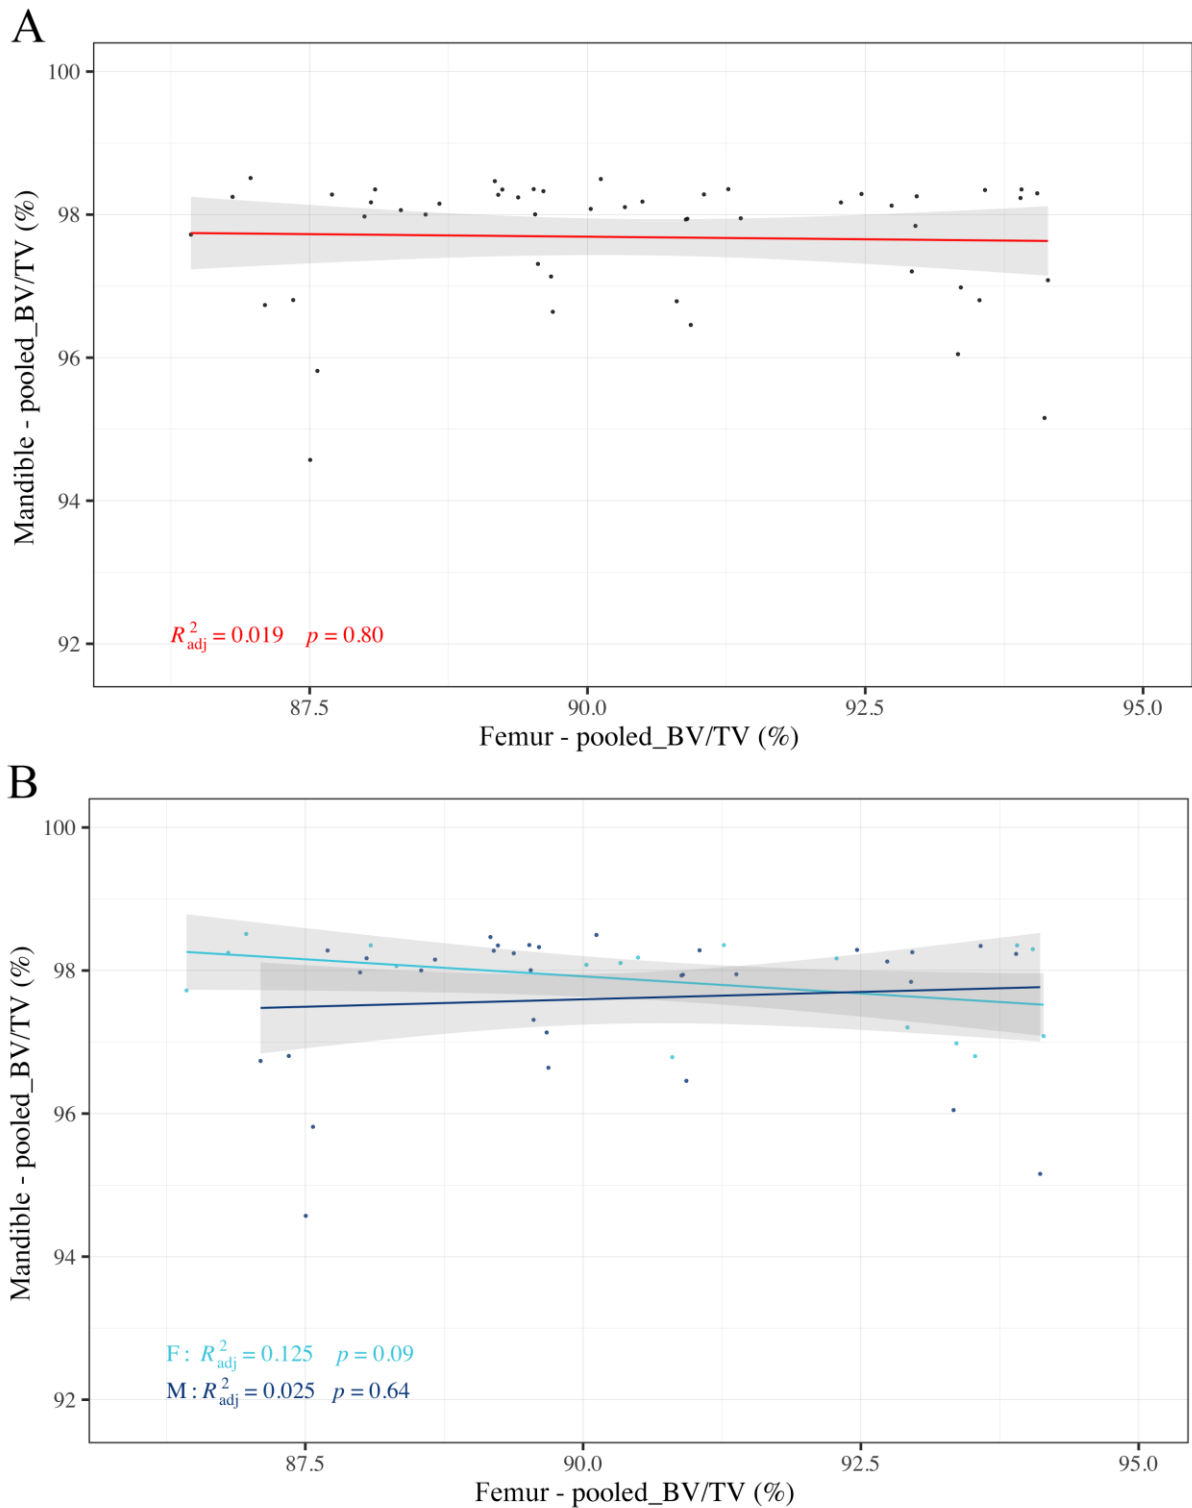 A
100
98
96
94
92
Mandible - pooled_BV/TV (%)
R²adj = 0.019 p = 0.80
87.5 90.0 92.5 95.0
Femur - pooled_BV/TV (%)
B
100
98
96
94
92
Mandible - pooled_BV/TV (%)
F: R²adj = 0.125 p = 0.09
M: R²adj = 0.025 p = 0.64
87.5 90.0 92.5 95.0
Femur - pooled_BV/TV (%)